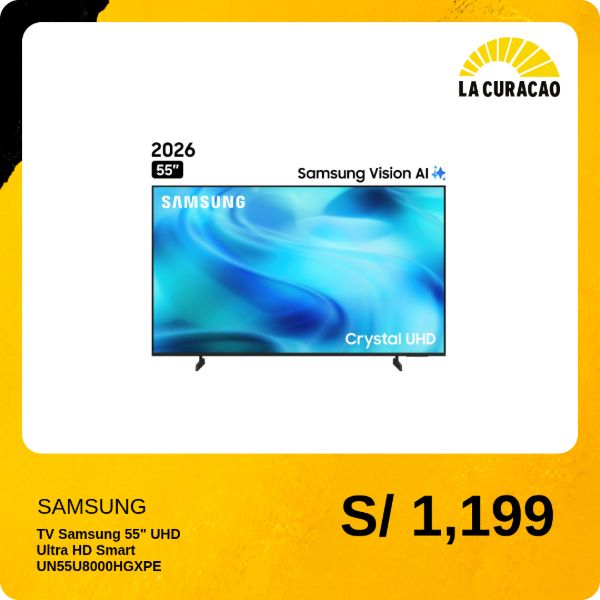 LA CURACAO
2026
55"
Samsung Vision AI
SAMSUNG
Crystal UHD
SAMSUNG
S/ 1,199
TV Samsung 55" UHD
Ultra HD Smart
UN55U8000HGXPE